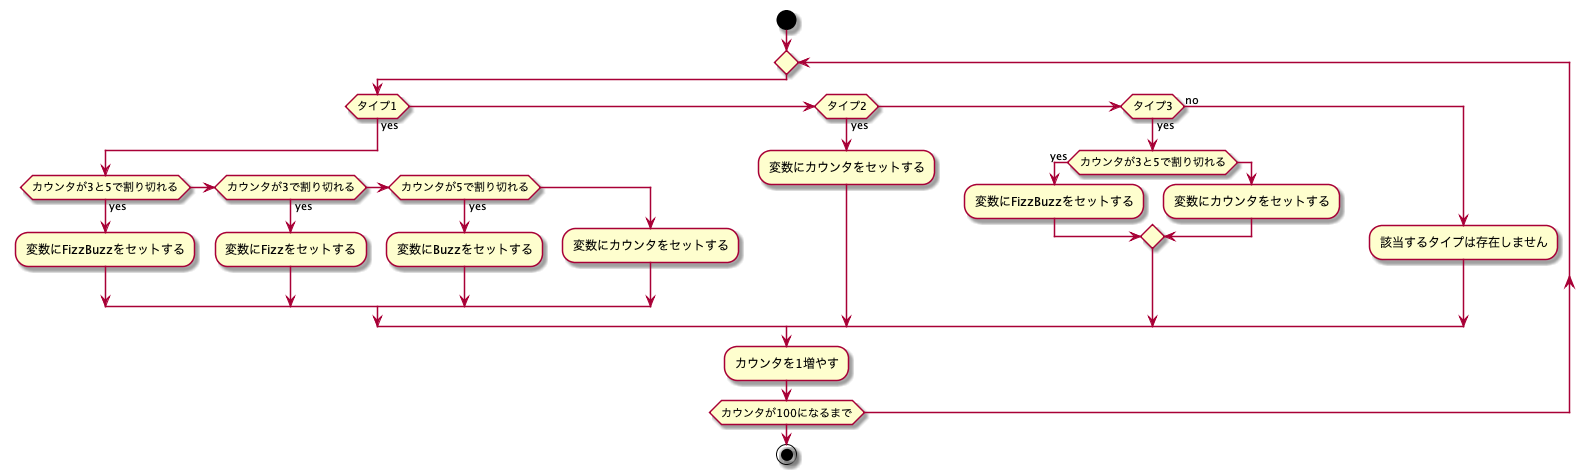 タイプ1
yes
タイプ2
yes
タイプ3
yes
no
カウンタが3と5で割り切れる
yes
カウンタが3で割り切れる
yes
カウンタが5で割り切れる
yes
変数にFizzBuzzをセットする
変数にFizzをセットする
変数にBuzzをセットする
変数にカウンタをセットする
変数にカウンタをセットする
yes
カウンタが3と5で割り切れる
変数にFizzBuzzをセットする
変数にカウンタをセットする
該当するタイプは存在しません
カウンタを1増やす
カウンタが100になるまで